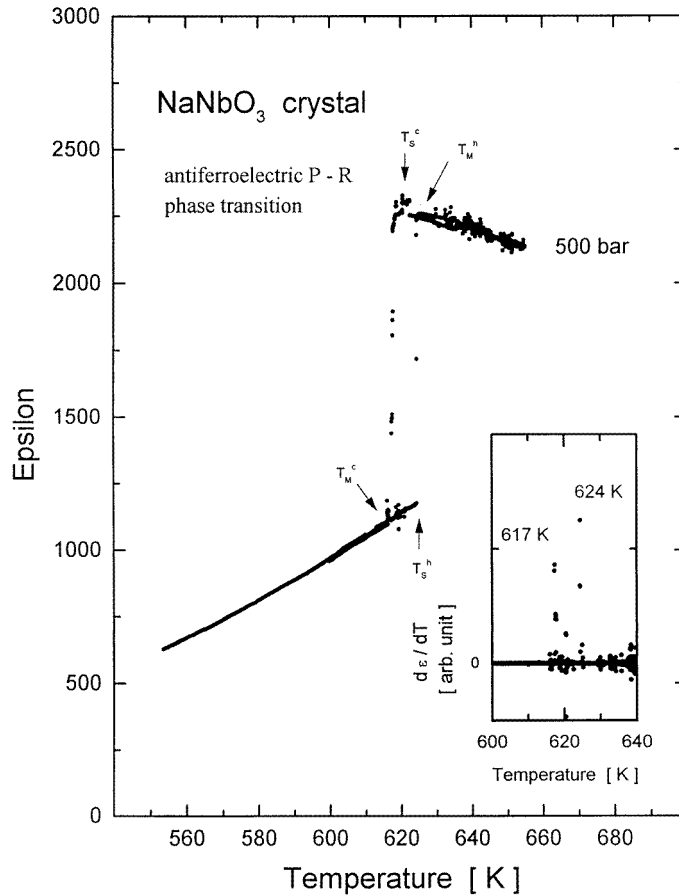 3000
2500
2000
1500
1000
500
0
Epsilon
NaNbO₃ crystal
antiferroelectric P - R
phase transition
T_S^c
T_M^h
500 bar
T_M^c
T_S^h
617 K
624 K
d ε / dT
[ arb. unit ]
0
600 620 640
Temperature [ K ]
560 580 600 620 640 660 680
Temperature [ K ]